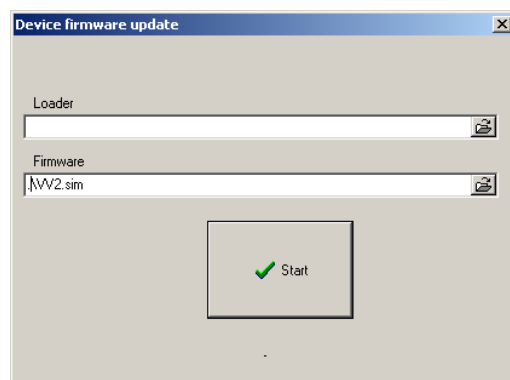 Device firmware update
Loader
Firmware
.\VV2.sim
Start
-